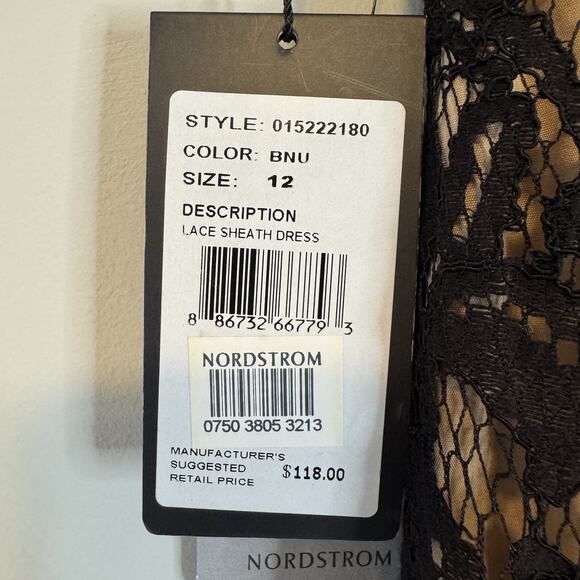 STYLE: 015222180
COLOR: BNU
SIZE: 12
DESCRIPTION
LACE SHEATH DRESS
8 86732 66779 3
NORDSTROM
0750 3805 3213
MANUFACTURER'S
SUGGESTED
RETAIL PRICE
$118.00
NORDSTROM